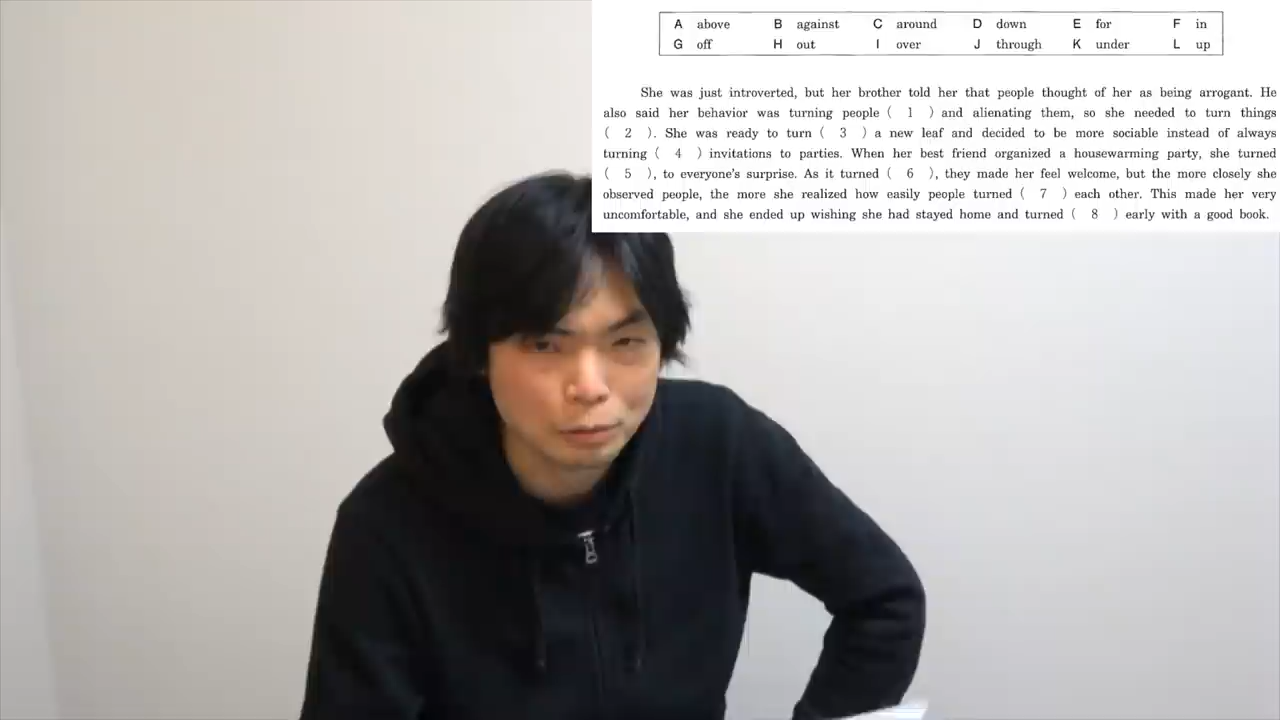 A above B against C around D down E for F in
G off H out I over J through K under L up
She was just introverted, but her brother told her that people thought of her as being arrogant. He
also said her behavior was turning people ( 1 ) and alienating them, so she needed to turn things
( 2 ). She was ready to turn ( 3 ) a new leaf and decided to be more sociable instead of always
turning ( 4 ) invitations to parties. When her best friend organized a housewarming party, she turned
( 5 ), to everyone's surprise. As it turned ( 6 ), they made her feel welcome, but the more closely she
observed people, the more she realized how easily people turned ( 7 ) each other. This made her very
uncomfortable, and she ended up wishing she had stayed home and turned ( 8 ) early with a good book.